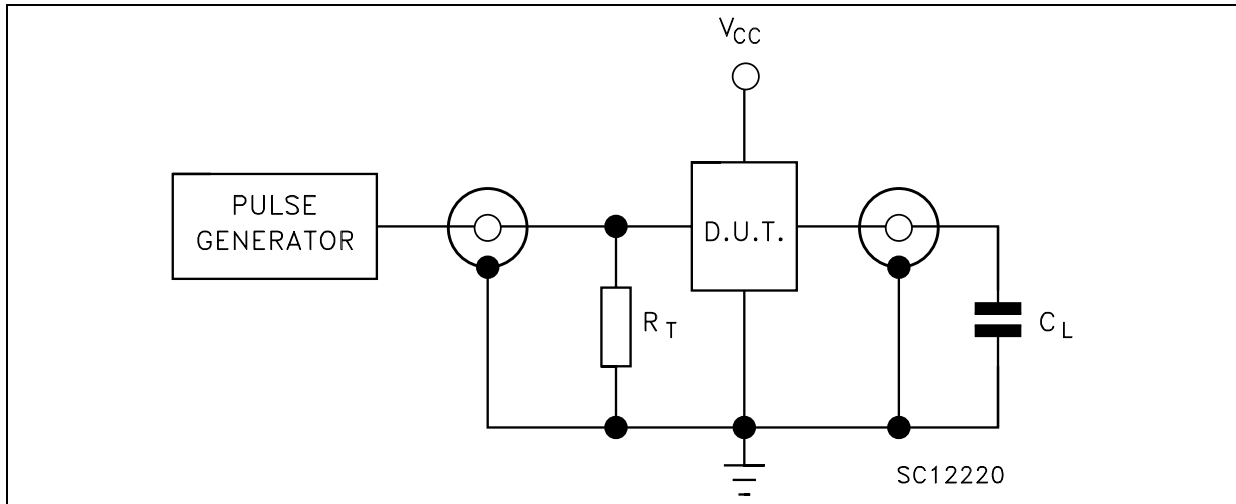 VCC
PULSE
GENERATOR
D.U.T.
RT
CL
SC12220